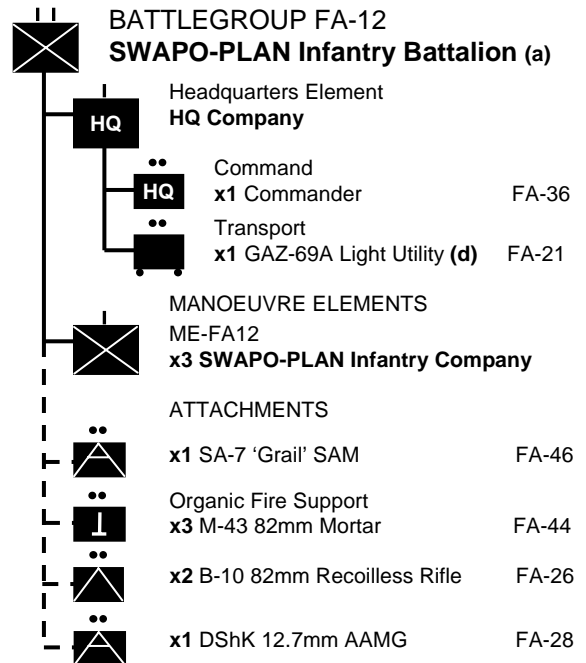 BATTLEGROUP FA-12
SWAPO-PLAN Infantry Battalion (a)
Headquarters Element
HQ HQ Company
Command
HQ x1 Commander FA-36
Transport
x1 GAZ-69A Light Utility (d) FA-21
MANOEUVRE ELEMENTS
ME-FA12
x3 SWAPO-PLAN Infantry Company
ATTACHMENTS
x1 SA-7 ‘Grail’ SAM FA-46
Organic Fire Support
x3 M-43 82mm Mortar FA-44
x2 B-10 82mm Recoilless Rifle FA-26
x1 DShK 12.7mm AAMG FA-28